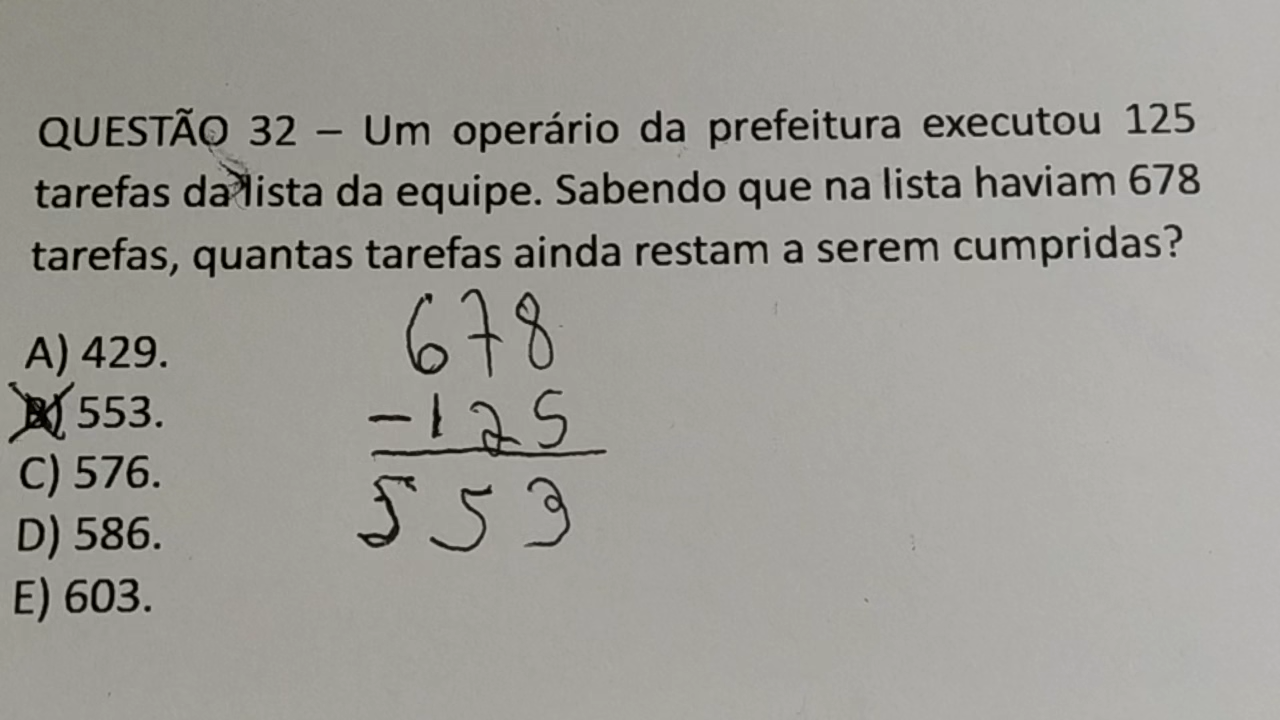 QUESTÃO 32 – Um operário da prefeitura executou 125
tarefas da lista da equipe. Sabendo que na lista haviam 678
tarefas, quantas tarefas ainda restam a serem cumpridas?
678
-125
553
A) 429.
B) 553.
C) 576.
D) 586.
E) 603.